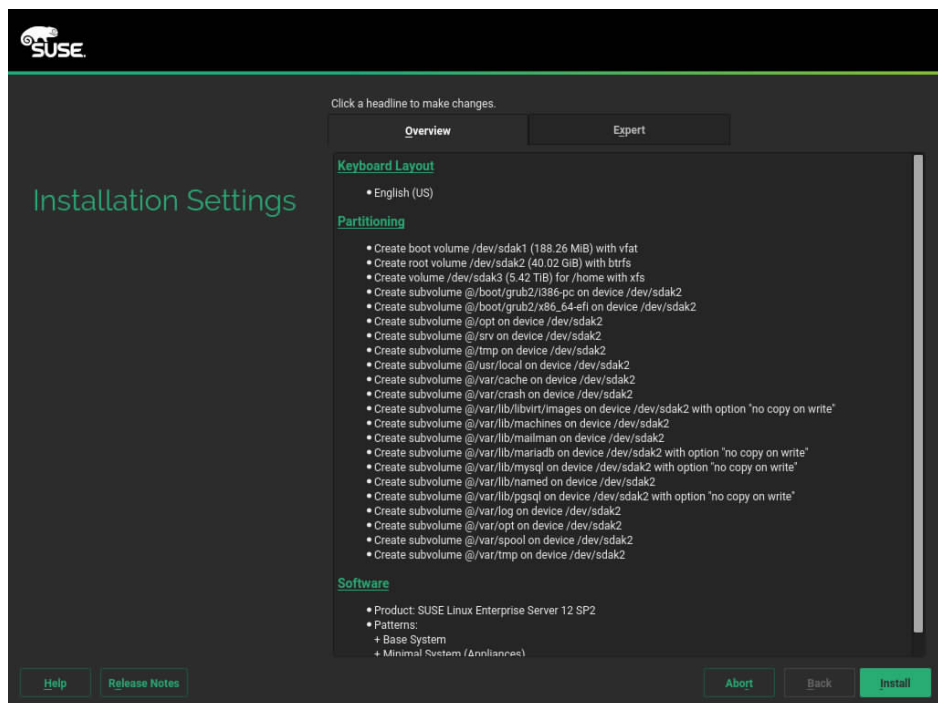 SUSE.
Click a headline to make changes.
Overview
Expert
Installation Settings
Keyboard Layout
• English (US)
Partitioning
• Create boot volume /dev/sdak1 (188.26 MiB) with vfat
• Create root volume /dev/sdak2 (40.02 GiB) with btrfs
• Create volume /dev/sdak3 (5.42 TiB) for /home with xfs
• Create subvolume @/boot/grub2/i386-pc on device /dev/sdak2
• Create subvolume @/boot/grub2/x86_64-efi on device /dev/sdak2
• Create subvolume @/opt on device /dev/sdak2
• Create subvolume @/srv on device /dev/sdak2
• Create subvolume @/tmp on device /dev/sdak2
• Create subvolume @/usr/local on device /dev/sdak2
• Create subvolume @/var/cache on device /dev/sdak2
• Create subvolume @/var/crash on device /dev/sdak2
• Create subvolume @/var/lib/libvirt/images on device /dev/sdak2 with option "no copy on write"
• Create subvolume @/var/lib/machines on device /dev/sdak2
• Create subvolume @/var/lib/mailman on device /dev/sdak2
• Create subvolume @/var/lib/mariadb on device /dev/sdak2 with option "no copy on write"
• Create subvolume @/var/lib/mysql on device /dev/sdak2 with option "no copy on write"
• Create subvolume @/var/lib/named on device /dev/sdak2
• Create subvolume @/var/lib/pgsql on device /dev/sdak2 with option "no copy on write"
• Create subvolume @/var/log on device /dev/sdak2
• Create subvolume @/var/opt on device /dev/sdak2
• Create subvolume @/var/spool on device /dev/sdak2
• Create subvolume @/var/tmp on device /dev/sdak2
Software
• Product: SUSE Linux Enterprise Server 12 SP2
• Patterns:
+ Base System
+ Minimal System (Appliances)
Help
Release Notes
Abort
Back
Install